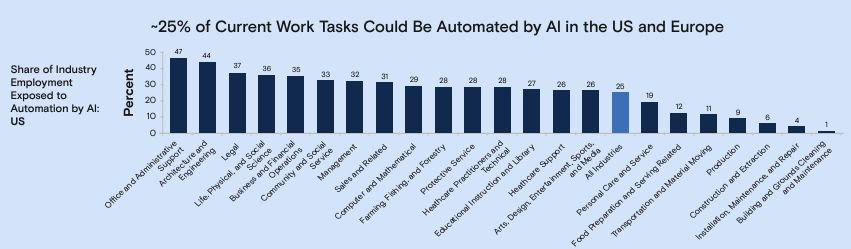 ~25% of Current Work Tasks Could Be Automated by AI in the US and Europe
Share of Industry
Employment
Exposed to
Automation by AI:
US
Percent
50
40
30
20
10
0
47
44
37
36
35
33
32
31
29
28
28
28
27
26
26
25
19
12
11
9
6
4
1
Office and Administrative
Support
Architecture and
Engineering
Legal
Life, Physical, and Social
Science
Business and Financial
Operations
Community and Social
Service
Management
Sales and Related
Computer and Mathematical
Farming, Fishing, and Forestry
Protective Service
Healthcare Practitioners and
Technical
Educational Instruction and Library
Healthcare Support
Arts, Design, Entertainment, Sports,
and Media
All Industries
Personal Care and Service
Food Preparation and Serving Related
Transportation and Material Moving
Production
Construction and Extraction
Installation, Maintenance, and Repair
Building and Grounds Cleaning
and Maintenance